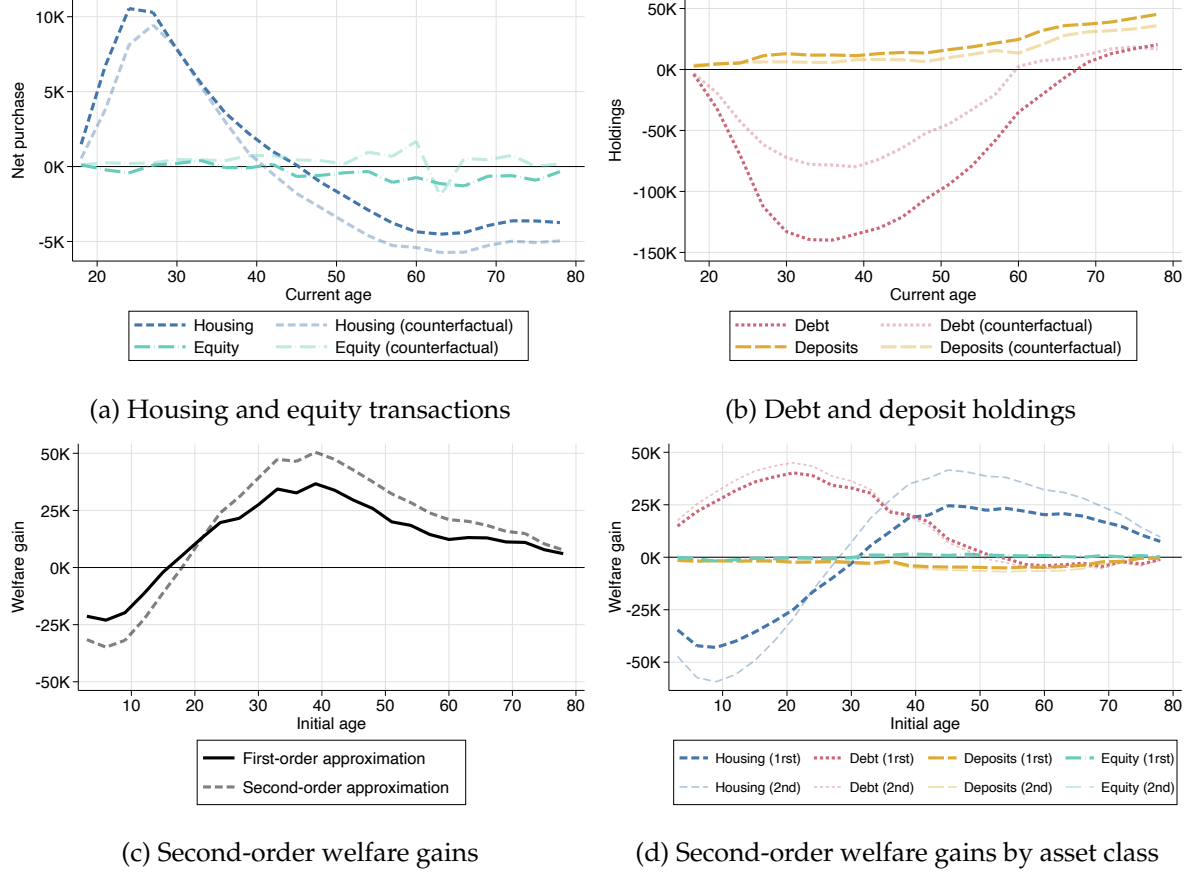 10K
5K
0K
-5K
Net purchase
20 30 40 50 60 70 80
Current age
Housing Housing (counterfactual)
Equity Equity (counterfactual)
(a) Housing and equity transactions
50K
0K
-50K
-100K
-150K
Holdings
20 30 40 50 60 70 80
Current age
Debt Debt (counterfactual)
Deposits Deposits (counterfactual)
(b) Debt and deposit holdings
50K
25K
0K
-25K
-50K
Welfare gain
10 20 30 40 50 60 70 80
Initial age
First-order approximation
Second-order approximation
(c) Second-order welfare gains
50K
25K
0K
-25K
-50K
Welfare gain
10 20 30 40 50 60 70 80
Initial age
Housing (1rst) Debt (1rst) Deposits (1rst) Equity (1rst)
Housing (2nd) Debt (2nd) Deposits (2nd) Equity (2nd)
(d) Second-order welfare gains by asset class